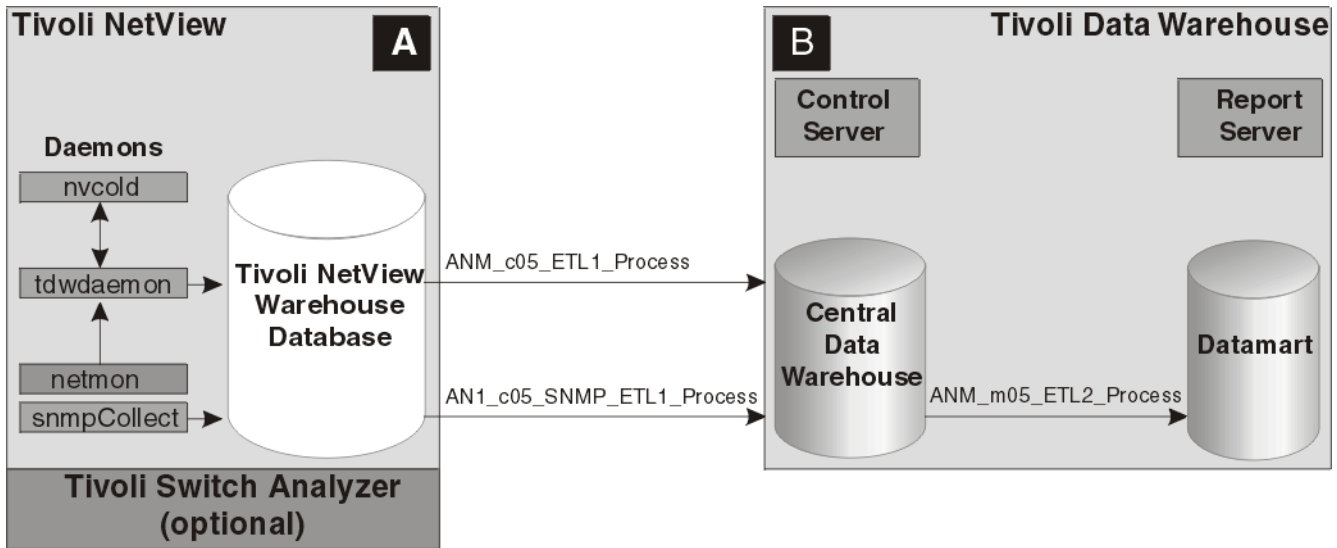 Tivoli NetView
A
Daemons
nvcold
tdwdaemon
netmon
snmpCollect
Tivoli NetView
Warehouse
Database
Tivoli Switch Analyzer
(optional)
ANM_c05_ETL1_Process
AN1_c05_SNMP_ETL1_Process
B
Tivoli Data Warehouse
Control
Server
Report
Server
Central
Data
Warehouse
ANM_m05_ETL2_Process
Datamart